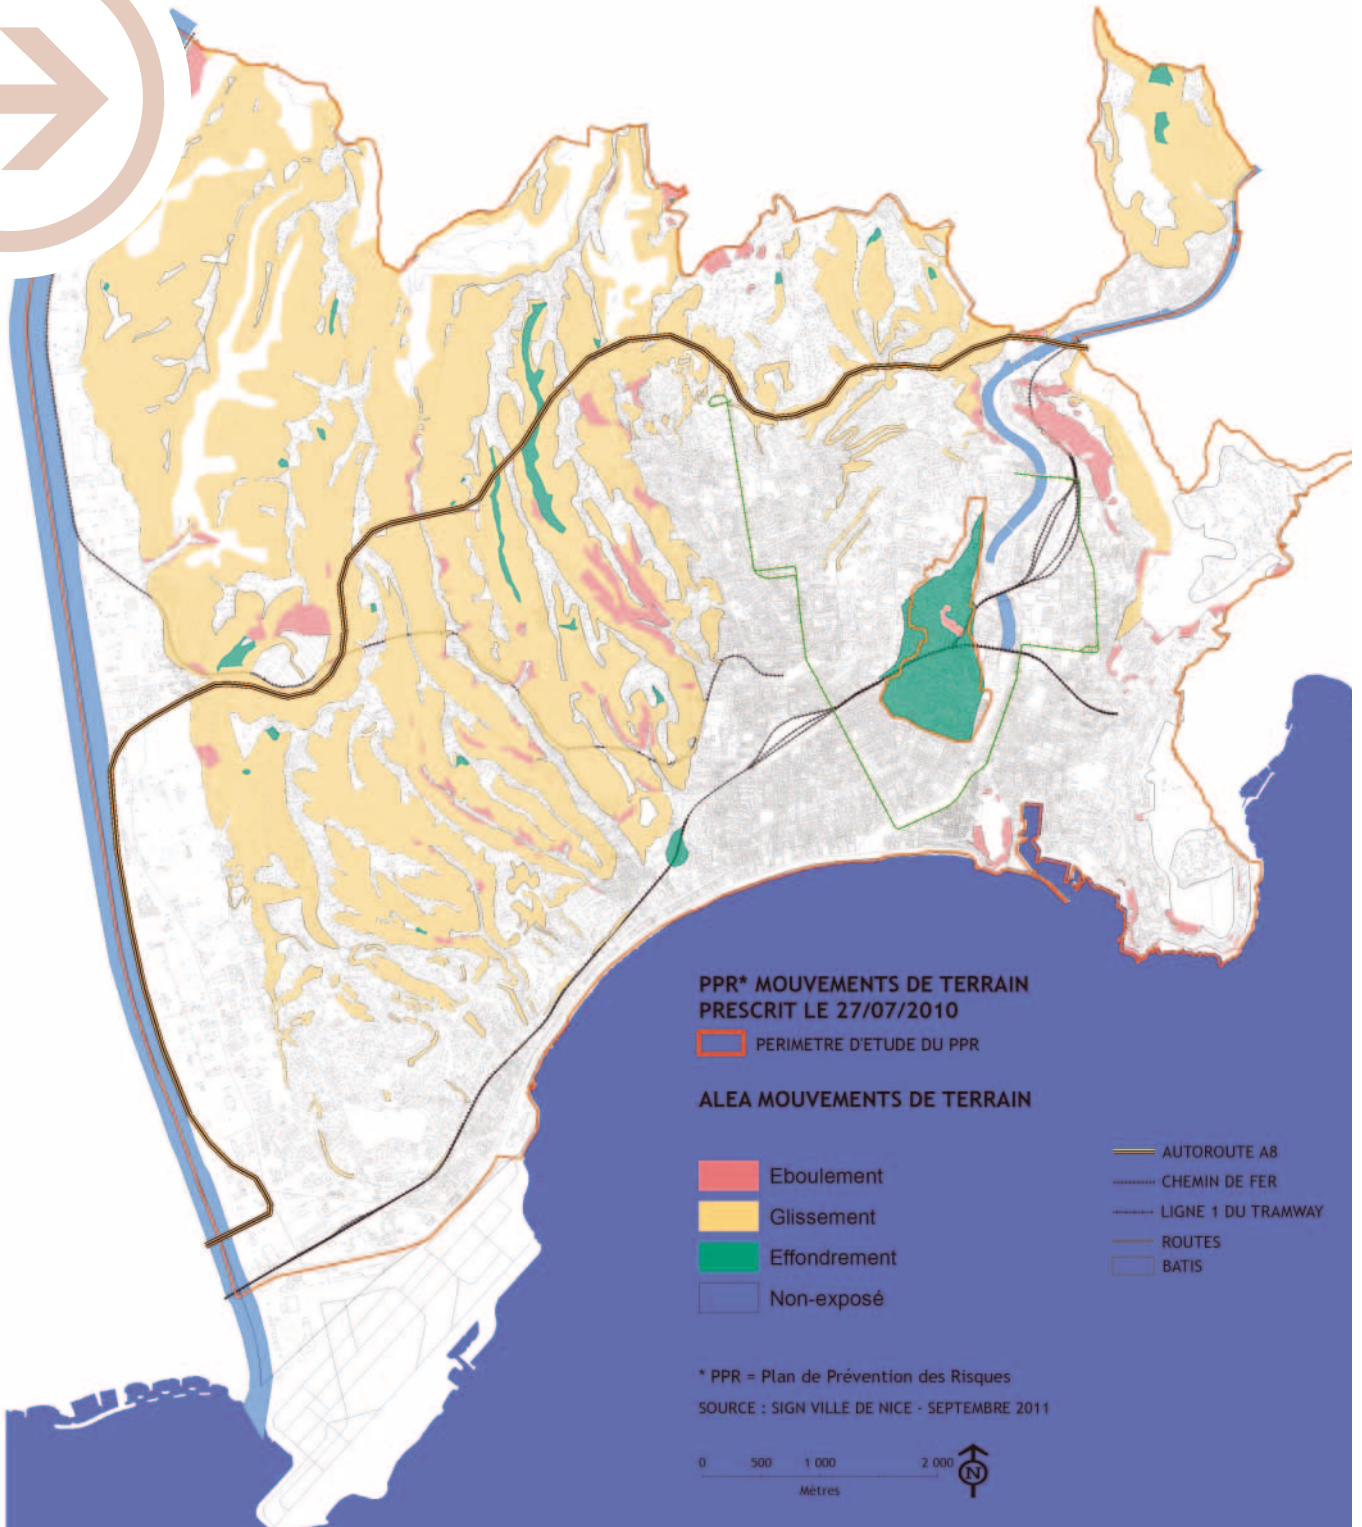 PPR* MOUVEMENTS DE TERRAIN
PRESCRIT LE 27/07/2010
PERIMETRE D'ETUDE DU PPR
ALEA MOUVEMENTS DE TERRAIN
Eboulement
Glissement
Effondrement
Non-exposé
AUTOROUTE A8
CHEMIN DE FER
LIGNE 1 DU TRAMWAY
ROUTES
BATIS
* PPR = Plan de Prévention des Risques
SOURCE : SIGN VILLE DE NICE - SEPTEMBRE 2011
0 500 1 000 2 000
Mètres
N